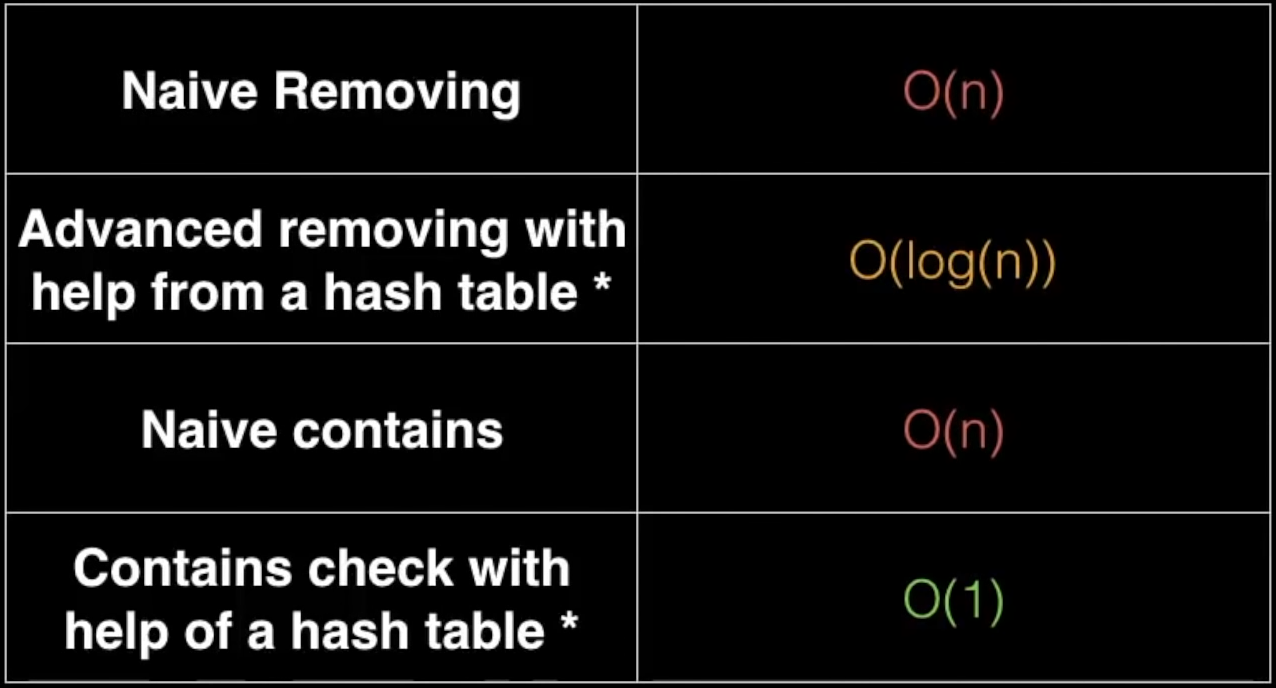 Naive Removing
O(n)
Advanced removing with
help from a hash table *
O(log(n))
Naive contains
O(n)
Contains check with
help of a hash table *
O(1)